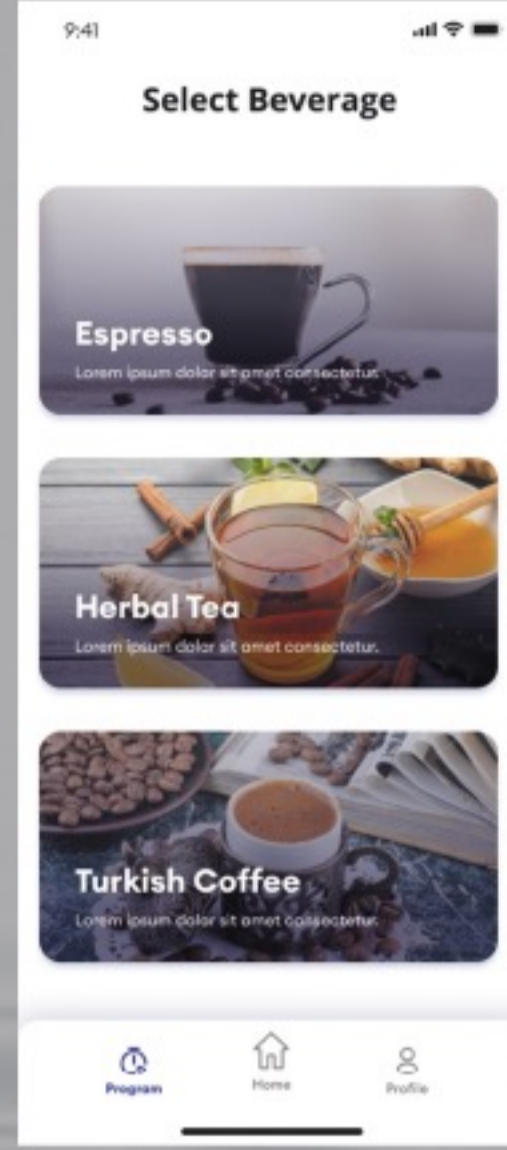 9:41
Select Beverage
Espresso
Lorem ipsum dolor sit amet consectetur.
Herbal Tea
Lorem ipsum dolor sit amet consectetur.
Turkish Coffee
Lorem ipsum dolor sit amet consectetur.
Program
Home
Profile